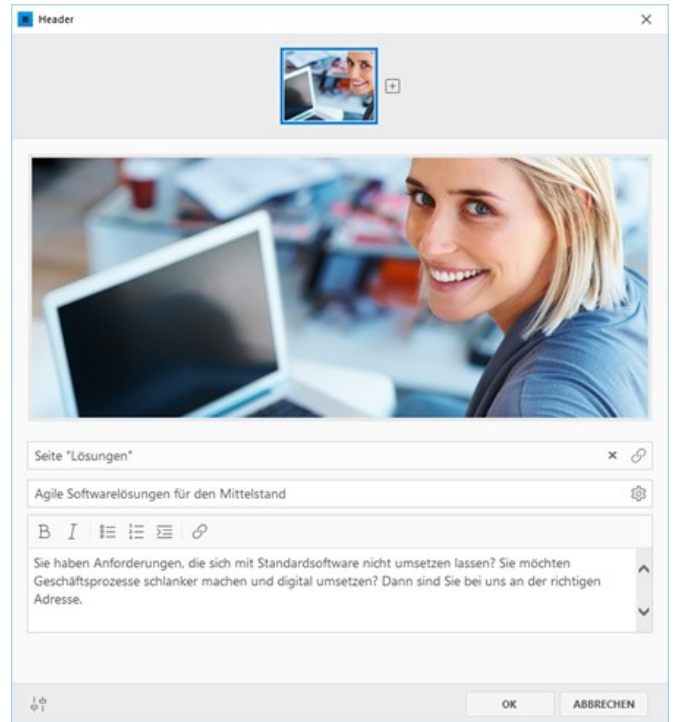 Header
Seite "Lösungen"
Agile Softwarelösungen für den Mittelstand
B I
Sie haben Anforderungen, die sich mit Standardsoftware nicht umsetzen lassen? Sie möchten
Geschäftsprozesse schlanker machen und digital umsetzen? Dann sind Sie bei uns an der richtigen
Adresse.
OK ABBRECHEN